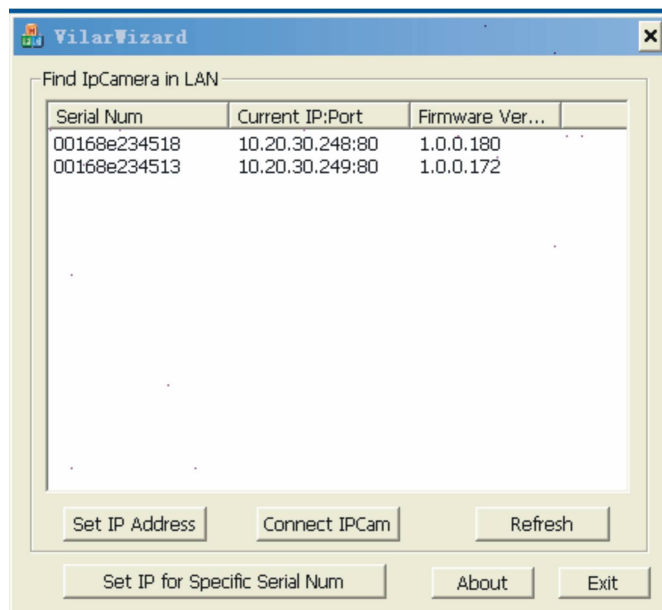 VilarWizard
Find IpCamera in LAN
Serial Num Current IP:Port Firmware Ver...
00168e234518 10.20.30.248:80 1.0.0.180
00168e234513 10.20.30.249:80 1.0.0.172
Set IP Address Connect IPCam Refresh
Set IP for Specific Serial Num About Exit